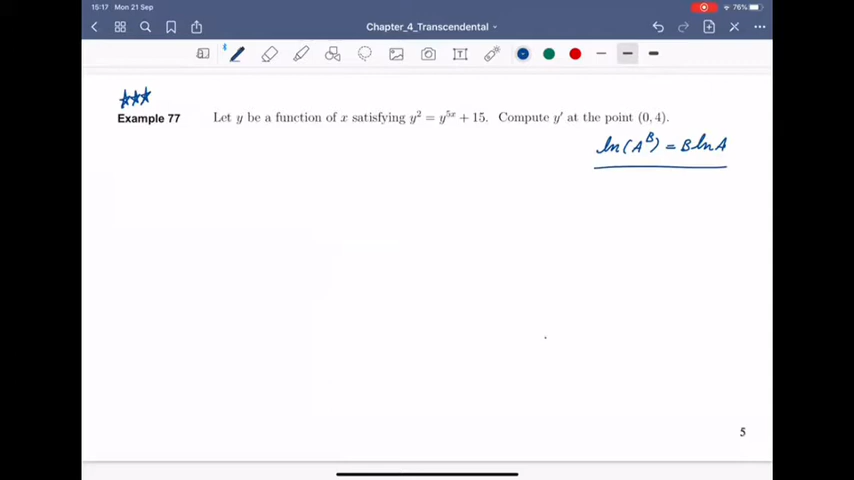 15:17 Mon 21 Sep 76%
Chapter_4_Transcendental
T
Example 77 Let y be a function of x satisfying y² = y⁵ˣ + 15. Compute y′ at the point (0, 4).
ln(A^B) = B ln A
5